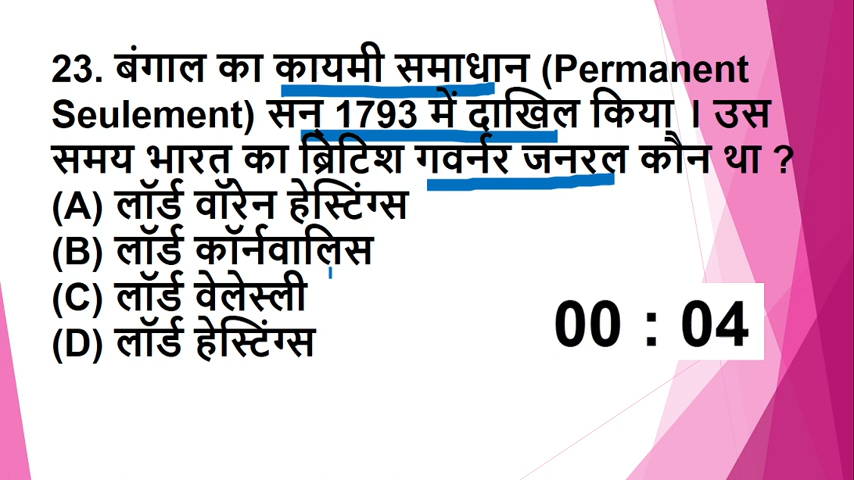 23. बंगाल का कायमी समाधान (Permanent
Seulement) सन् 1793 में दाखिल किया । उस
समय भारत का ब्रिटिश गवर्नर जनरल कौन था ?
(A) लॉर्ड वॉरेन हेस्टिंग्स
(B) लॉर्ड कॉर्नवालिस
(C) लॉर्ड वेलेस्ली
(D) लॉर्ड हेस्टिंग्स
00 : 04